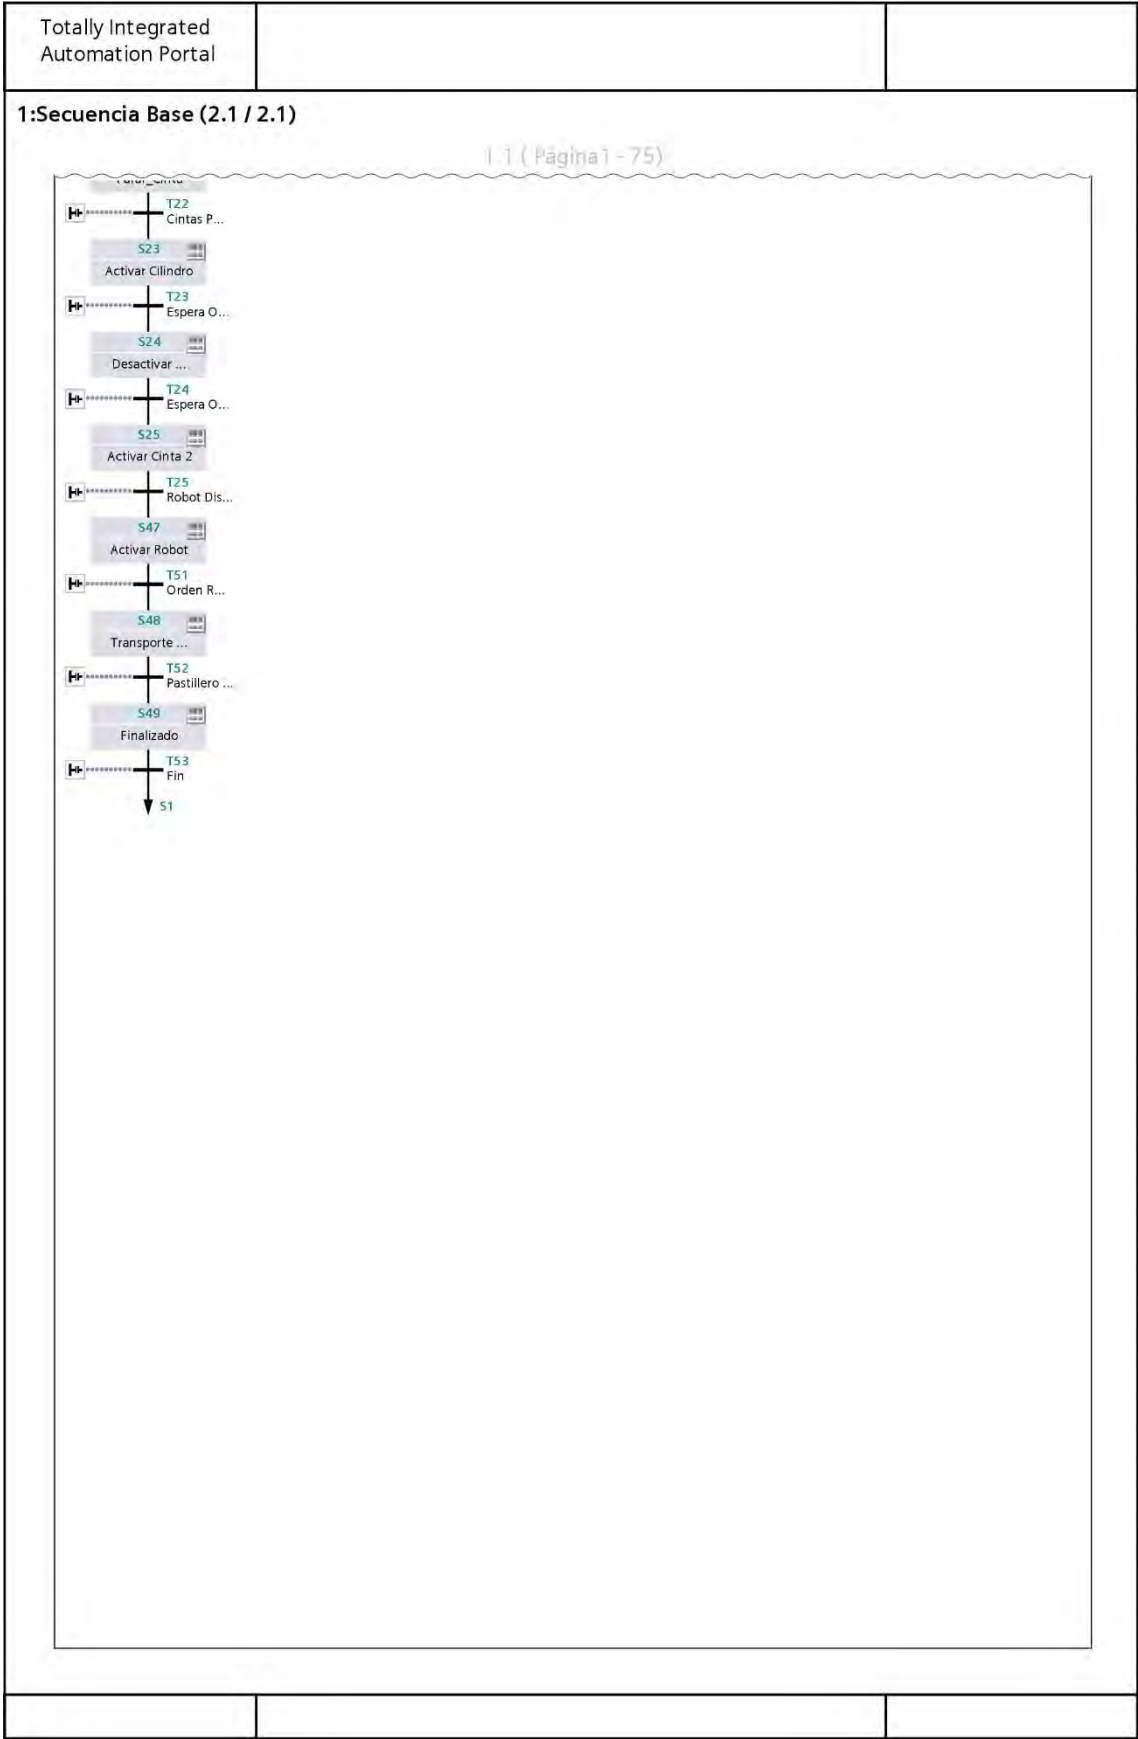 Totally Integrated
Automation Portal
1:Secuencia Base (2.1 / 2.1)
1.1 ( Página1 - 75)
T22
Cintas P...
S23
Activar Cilindro
T23
Espera O...
S24
Desactivar ...
T24
Espera O...
S25
Activar Cinta 2
T25
Robot Dis...
S47
Activar Robot
T51
Orden R...
S48
Transporte ...
T52
Pastillero ...
S49
Finalizado
T53
Fin
S1